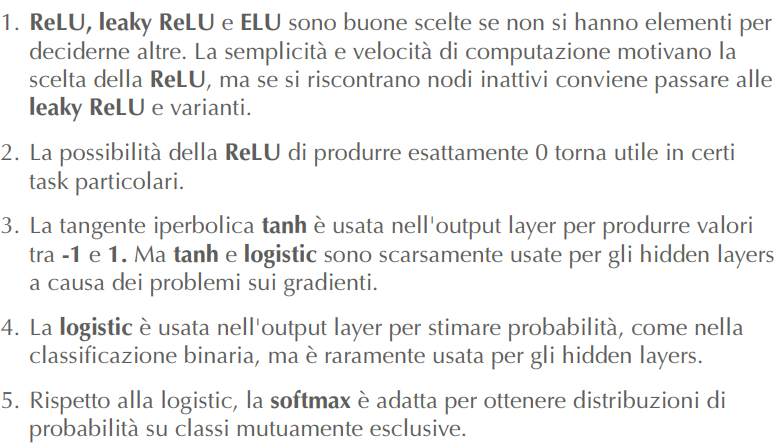 1. ReLU, leaky ReLU e ELU sono buone scelte se non si hanno elementi per
deciderne altre. La semplicità e velocità di computazione motivano la
scelta della ReLU, ma se si riscontrano nodi inattivi conviene passare alle
leaky ReLU e varianti.
2. La possibilità della ReLU di produrre esattamente 0 torna utile in certi
task particolari.
3. La tangente iperbolica tanh è usata nell'output layer per produrre valori
tra -1 e 1. Ma tanh e logistic sono scarsamente usate per gli hidden layers
a causa dei problemi sui gradienti.
4. La logistic è usata nell'output layer per stimare probabilità, come nella
classificazione binaria, ma è raramente usata per gli hidden layers.
5. Rispetto alla logistic, la softmax è adatta per ottenere distribuzioni di
probabilità su classi mutuamente esclusive.